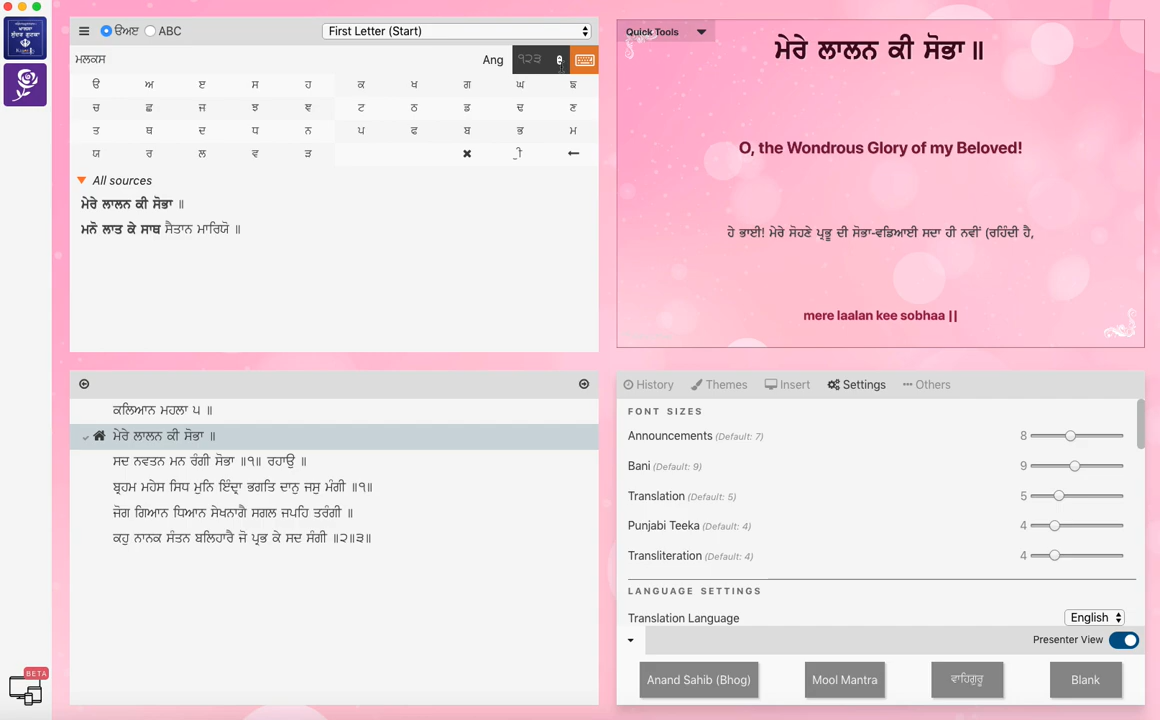 ੳਅੲ
ABC
First Letter (Start)
ਮਲਕਸ
Ang
੧੨੩
ੳ ਅ ੲ ਸ ਹ ਕ ਖ ਗ ਘ ਙ
ਚ ਛ ਜ ਝ ਞ ਟ ਠ ਡ ਢ ਣ
ਤ ਥ ਦ ਧ ਨ ਪ ਫ ਬ ਭ ਮ
ਯ ਰ ਲ ਵ ੜ
All sources
ਮੇਰੇ ਲਾਲਨ ਕੀ ਸੋਭਾ ॥
ਮਨੋ ਲਾਤ ਕੇ ਸਾਥ ਸੈਤਾਨ ਮਾਰਿਯੋ ॥
Quick Tools
ਮੇਰੇ ਲਾਲਨ ਕੀ ਸੋਭਾ ॥
O, the Wondrous Glory of my Beloved!
ਹੇ ਭਾਈ! ਮੇਰੇ ਸੋਹਣੇ ਪ੍ਰਭੂ ਦੀ ਸੋਭਾ-ਵਡਿਆਈ ਸਦਾ ਹੀ ਨਵੀਂ (ਰਹਿੰਦੀ ਹੈ,
mere laalan kee sobhaa ||
ਕਲਿਆਨ ਮਹਲਾ ੫ ॥
ਮੇਰੇ ਲਾਲਨ ਕੀ ਸੋਭਾ ॥
ਸਦ ਨਵਤਨ ਮਨ ਰੰਗੀ ਸੋਭਾ ॥੧॥ ਰਹਾਉ ॥
ਬ੍ਰਹਮ ਮਹੇਸ ਸਿਧ ਮੁਨਿ ਇੰਦ੍ਰਾ ਭਗਤਿ ਦਾਨੁ ਜਸੁ ਮੰਗੀ ॥੧॥
ਜੋਗ ਗਿਆਨ ਧਿਆਨ ਸੇਖਨਾਗੈ ਸਗਲ ਜਪਹਿ ਤਰੰਗੀ ॥
ਕਹੁ ਨਾਨਕ ਸੰਤਨ ਬਲਿਹਾਰੈ ਜੋ ਪ੍ਰਭ ਕੇ ਸਦ ਸੰਗੀ ॥੨॥੩॥
History Themes Insert Settings Others
FONT SIZES
Announcements (Default: 7) 8
Bani (Default: 9) 9
Translation (Default: 5) 5
Punjabi Teeka (Default: 4) 4
Transliteration (Default: 4) 4
LANGUAGE SETTINGS
Translation Language English
Presenter View
Anand Sahib (Bhog) Mool Mantra ਵਾਹਿਗੁਰੂ Blank
BETA